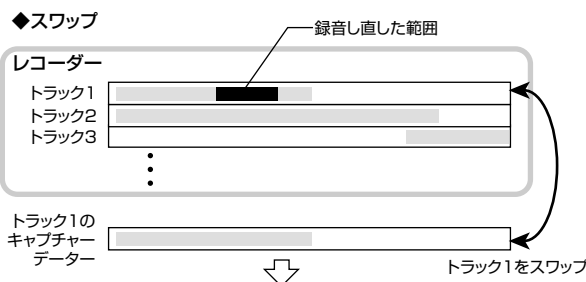 ◆スワップ
録音し直した範囲
レコーダー
トラック1
トラック2
トラック3
トラック1の
キャプチャー
データー
トラック1をスワップ